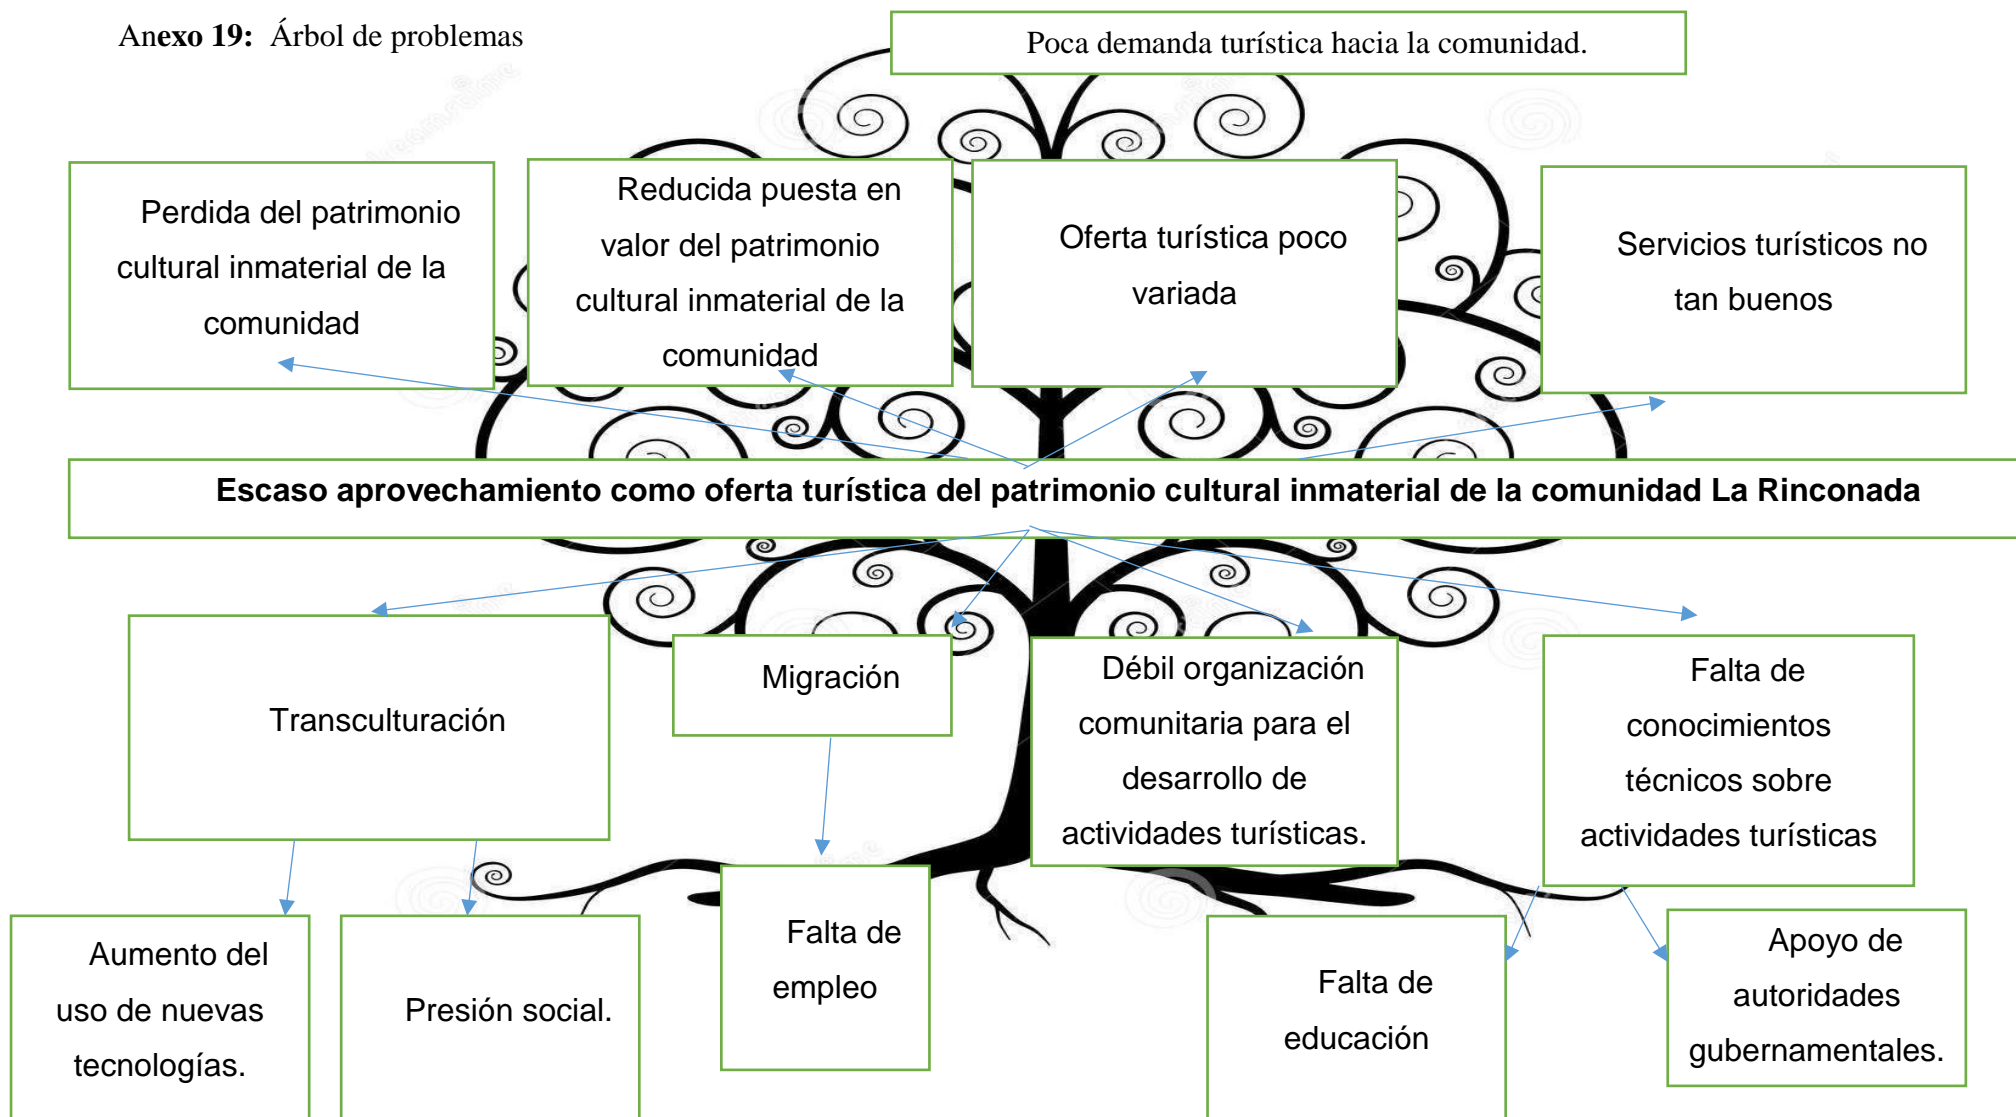 Anexo 19: Árbol de problemas
Poca demanda turística hacia la comunidad.
Perdida del patrimonio
cultural inmaterial de la
comunidad
Reducida puesta en
valor del patrimonio
cultural inmaterial de la
comunidad
Oferta turística poco
variada
Servicios turísticos no
tan buenos
Escaso aprovechamiento como oferta turística del patrimonio cultural inmaterial de la comunidad La Rinconada
Transculturación
Migración
Débil organización
comunitaria para el
desarrollo de
actividades turísticas.
Falta de
conocimientos
técnicos sobre
actividades turísticas
Aumento del
uso de nuevas
tecnologías.
Presión social.
Falta de
empleo
Falta de
educación
Apoyo de
autoridades
gubernamentales.